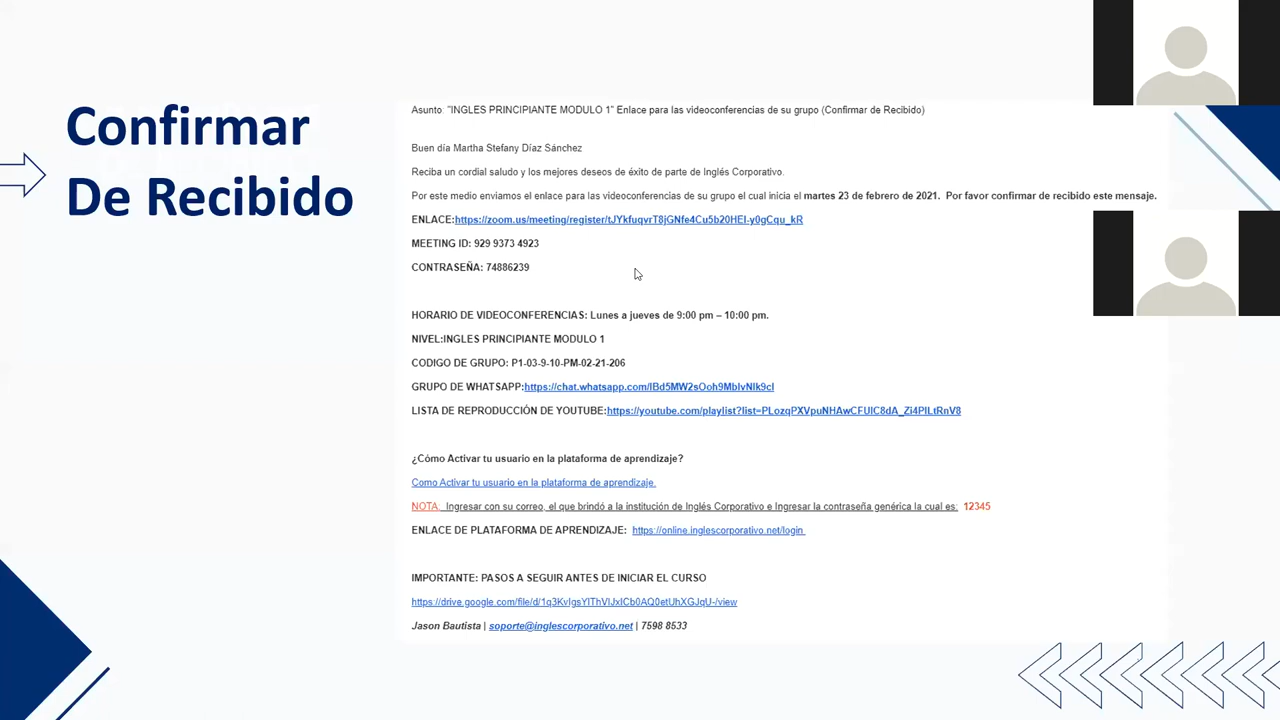 Confirmar
De Recibido
Asunto: "INGLES PRINCIPIANTE MODULO 1" Enlace para las videoconferencias de su grupo (Confirmar de Recibido)
Buen día Martha Stefany Díaz Sánchez
Reciba un cordial saludo y los mejores deseos de éxito de parte de Inglés Corporativo.
Por este medio enviamos el enlace para las videoconferencias de su grupo el cual inicia el martes 23 de febrero de 2021. Por favor confirmar de recibido este mensaje.
ENLACE:https://zoom.us/meeting/register/tJYkfuqvrT8jGNfe4Cu5b20HEI-y0gCqu_kR
MEETING ID: 929 9373 4923
CONTRASEÑA: 74886239
HORARIO DE VIDEOCONFERENCIAS: Lunes a jueves de 9:00 pm – 10:00 pm.
NIVEL:INGLES PRINCIPIANTE MODULO 1
CODIGO DE GRUPO: P1-03-9-10-PM-02-21-206
GRUPO DE WHATSAPP:https://chat.whatsapp.com/IBd5MW2sOoh9MbIvNIk9cI
LISTA DE REPRODUCCIÓN DE YOUTUBE:https://youtube.com/playlist?list=PLozqPXVpuNHAwCFUIC8dA_Zi4PILtRnV8
¿Cómo Activar tu usuario en la plataforma de aprendizaje?
Como Activar tu usuario en la plataforma de aprendizaje.
NOTA: Ingresar con su correo, el que brindó a la institución de Inglés Corporativo e Ingresar la contraseña genérica la cual es: 12345
ENLACE DE PLATAFORMA DE APRENDIZAJE: https://online.inglescorporativo.net/login
IMPORTANTE: PASOS A SEGUIR ANTES DE INICIAR EL CURSO
https://drive.google.com/file/d/1q3KvIgsYIThVIJxICb0AQ0etUhXGJqU-/view
Jason Bautista | soporte@inglescorporativo.net | 7598 8533